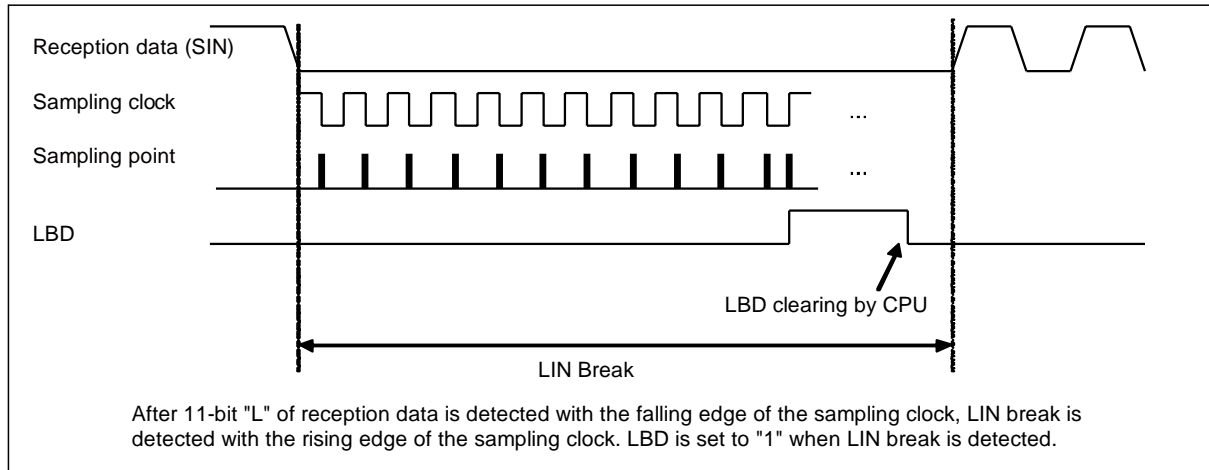 Reception data (SIN)
Sampling clock
...
Sampling point
...
LBD
LBD clearing by CPU
LIN Break
After 11-bit "L" of reception data is detected with the falling edge of the sampling clock, LIN break is
detected with the rising edge of the sampling clock. LBD is set to "1" when LIN break is detected.